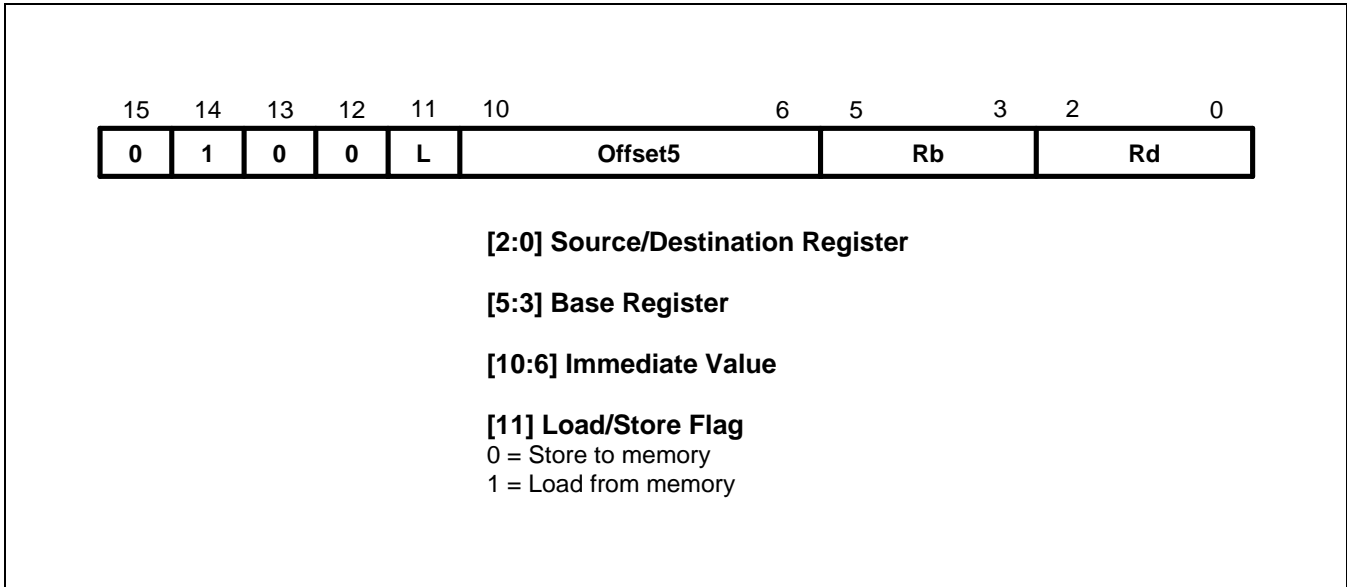 15 14 13 12 11 10 6 5 3 2 0
0 1 0 0 L Offset5 Rb Rd
[2:0] Source/Destination Register
[5:3] Base Register
[10:6] Immediate Value
[11] Load/Store Flag
0 = Store to memory
1 = Load from memory